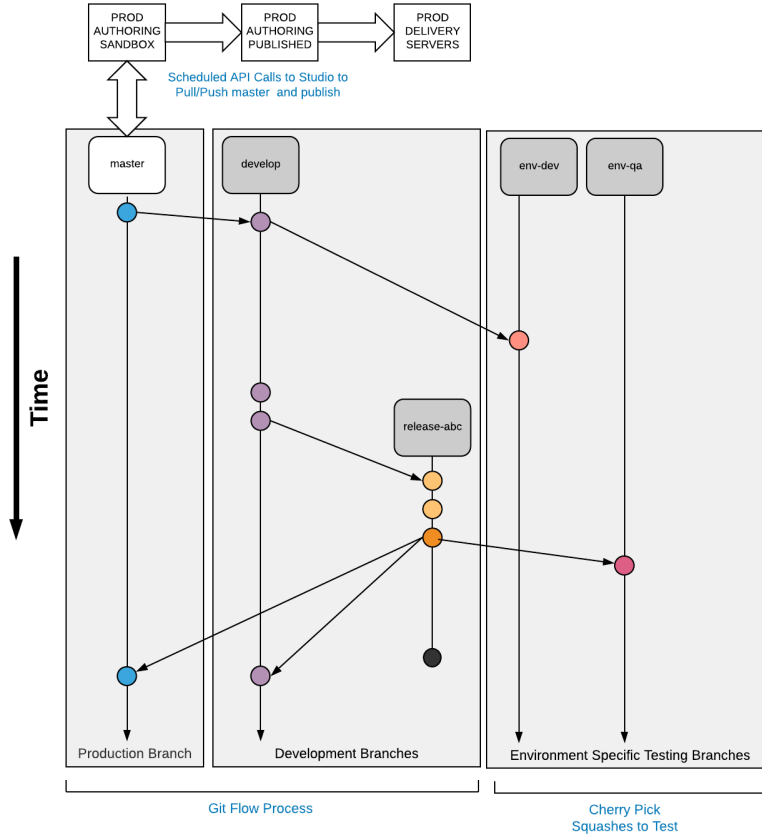 PROD
AUTHORING
SANDBOX
PROD
AUTHORING
PUBLISHED
PROD
DELIVERY
SERVERS
Scheduled API Calls to Studio to
Pull/Push master and publish
master
develop
env-dev
env-qa
Time
release-abc
Production Branch
Development Branches
Environment Specific Testing Branches
Git Flow Process
Cherry Pick
Squashes to Test